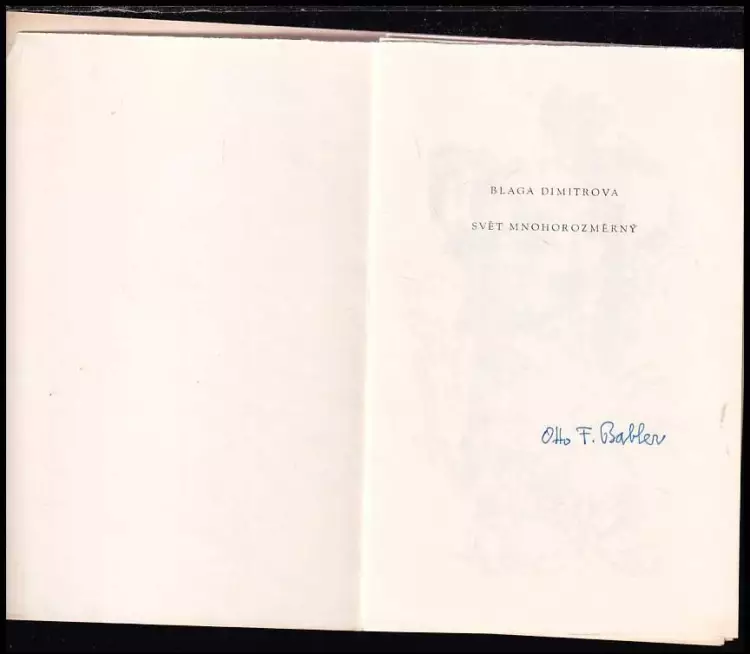 BLAGA DIMITROVA
SVĚT MNOHOROZMĚRNÝ
Otto F. Babler